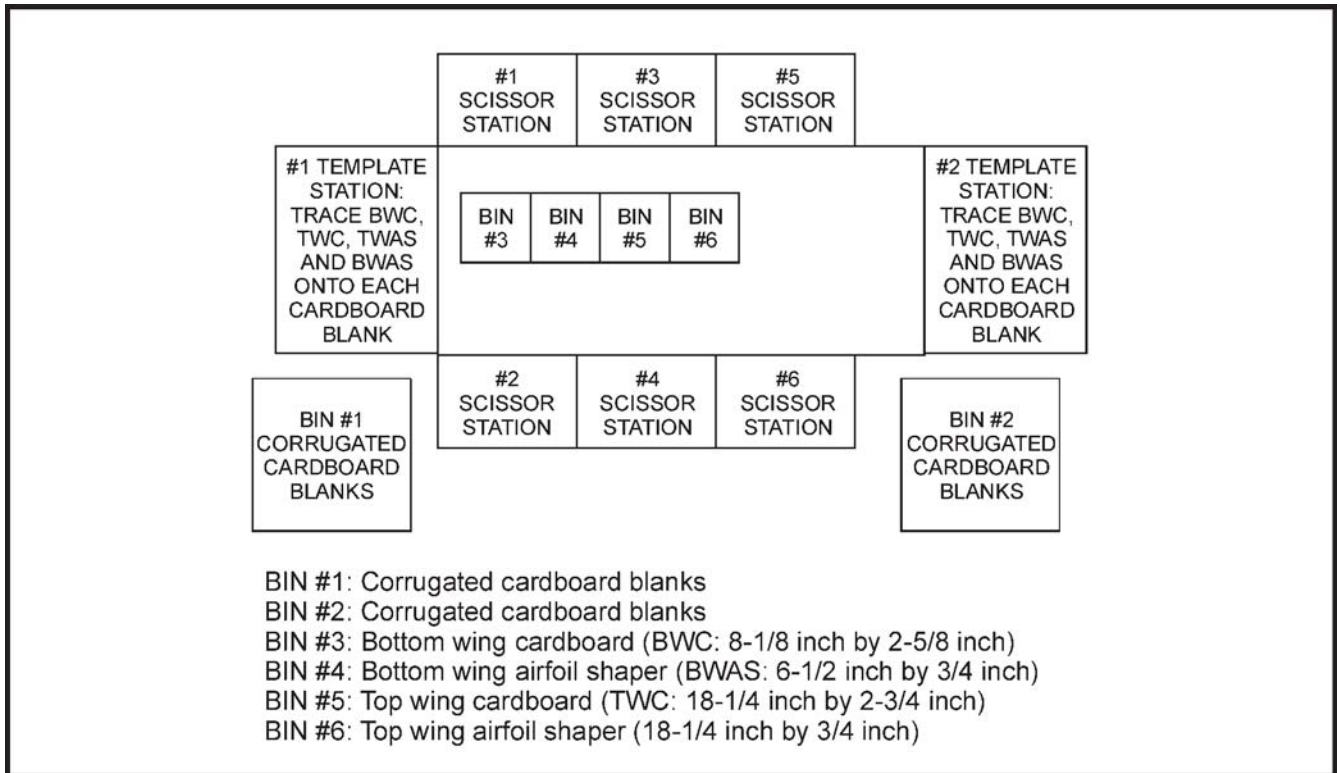 #1
SCISSOR
STATION
#3
SCISSOR
STATION
#5
SCISSOR
STATION
#1 TEMPLATE
STATION:
TRACE BWC,
TWC, TWAS
AND BWAS
ONTO EACH
CARDBOARD
BLANK
BIN
#3
BIN
#4
BIN
#5
BIN
#6
#2 TEMPLATE
STATION:
TRACE BWC,
TWC, TWAS
AND BWAS
ONTO EACH
CARDBOARD
BLANK
#2
SCISSOR
STATION
#4
SCISSOR
STATION
#6
SCISSOR
STATION
BIN #1
CORRUGATED
CARDBOARD
BLANKS
BIN #2
CORRUGATED
CARDBOARD
BLANKS
BIN #1: Corrugated cardboard blanks
BIN #2: Corrugated cardboard blanks
BIN #3: Bottom wing cardboard (BWC: 8-1/8 inch by 2-5/8 inch)
BIN #4: Bottom wing airfoil shaper (BWAS: 6-1/2 inch by 3/4 inch)
BIN #5: Top wing cardboard (TWC: 18-1/4 inch by 2-3/4 inch)
BIN #6: Top wing airfoil shaper (18-1/4 inch by 3/4 inch)